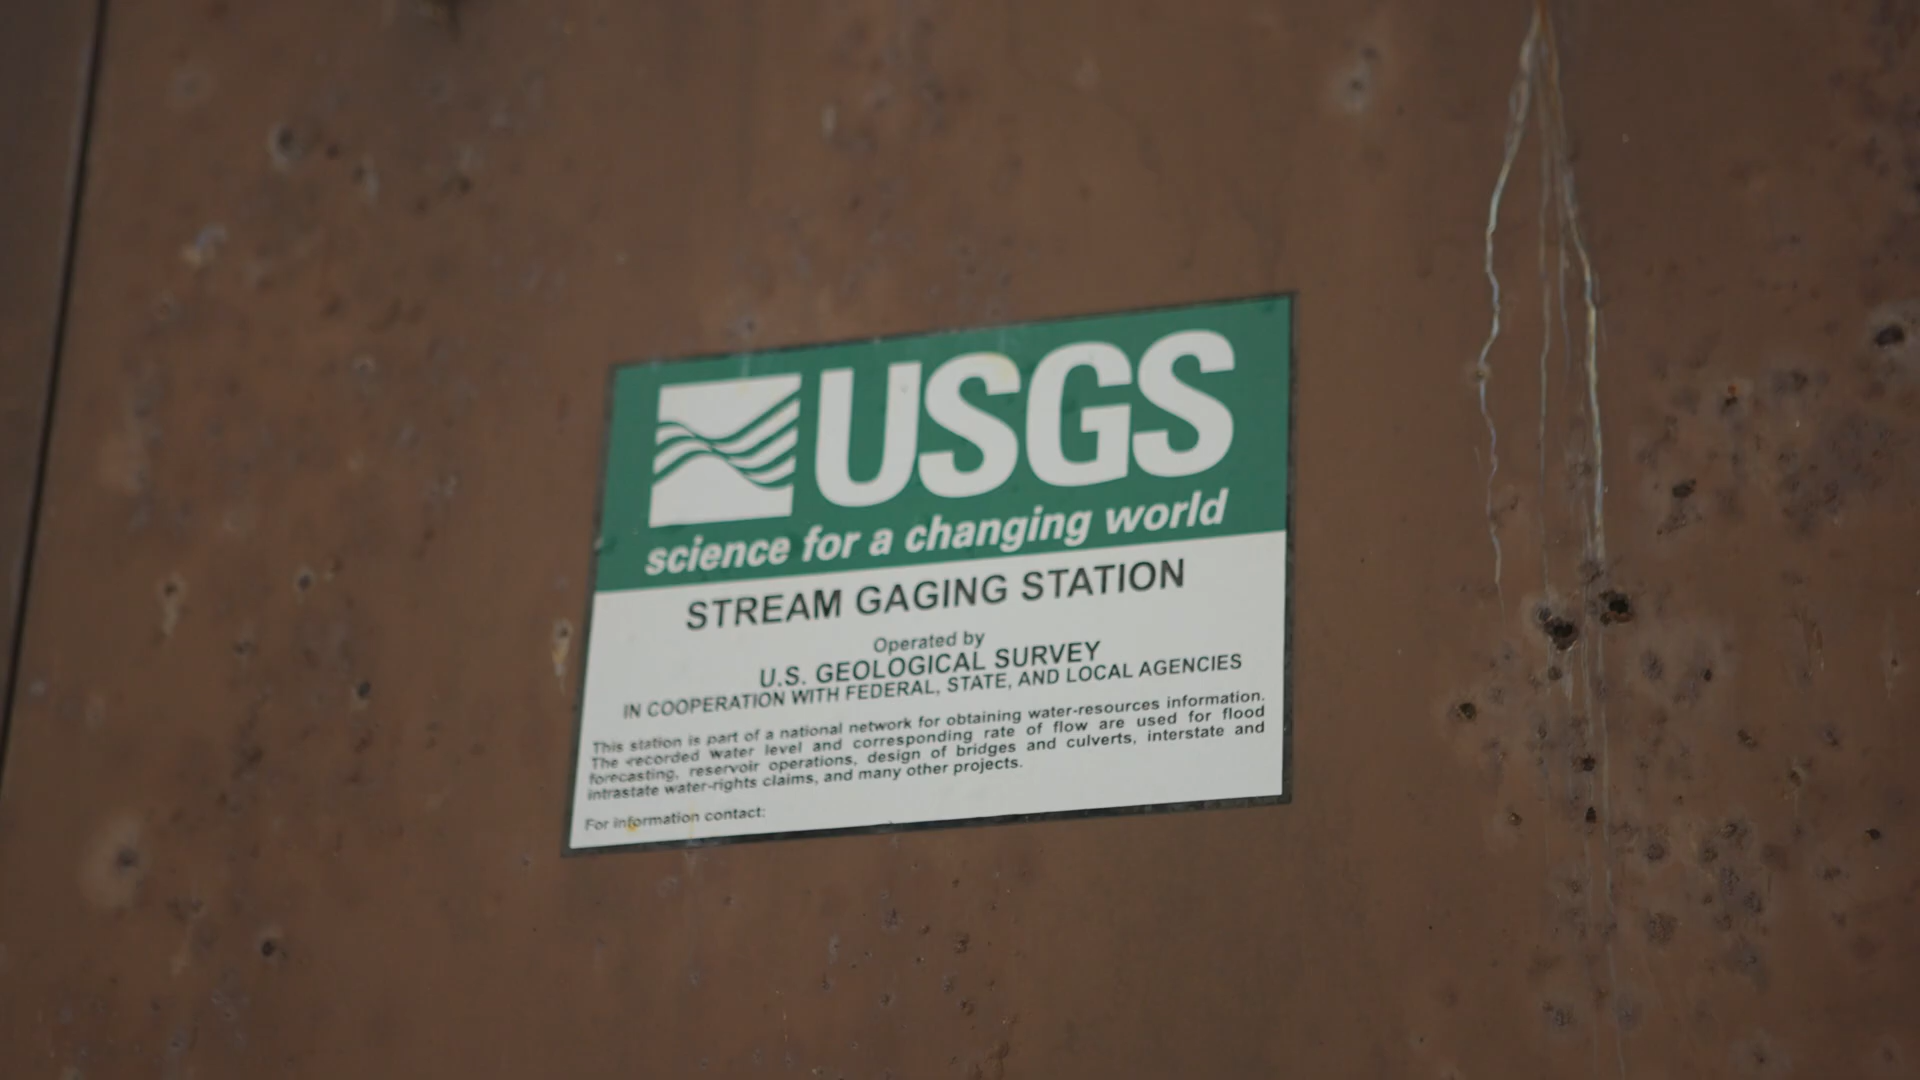 USGS
science for a changing world
STREAM GAGING STATION
Operated by
U.S. GEOLOGICAL SURVEY
IN COOPERATION WITH FEDERAL, STATE, AND LOCAL AGENCIES
This station is part of a national network for obtaining water-resources information.
The recorded water level and corresponding rate of flow are used for flood
forecasting, reservoir operations, design of bridges and culverts, interstate and
intrastate water-rights claims, and many other projects.
For information contact: